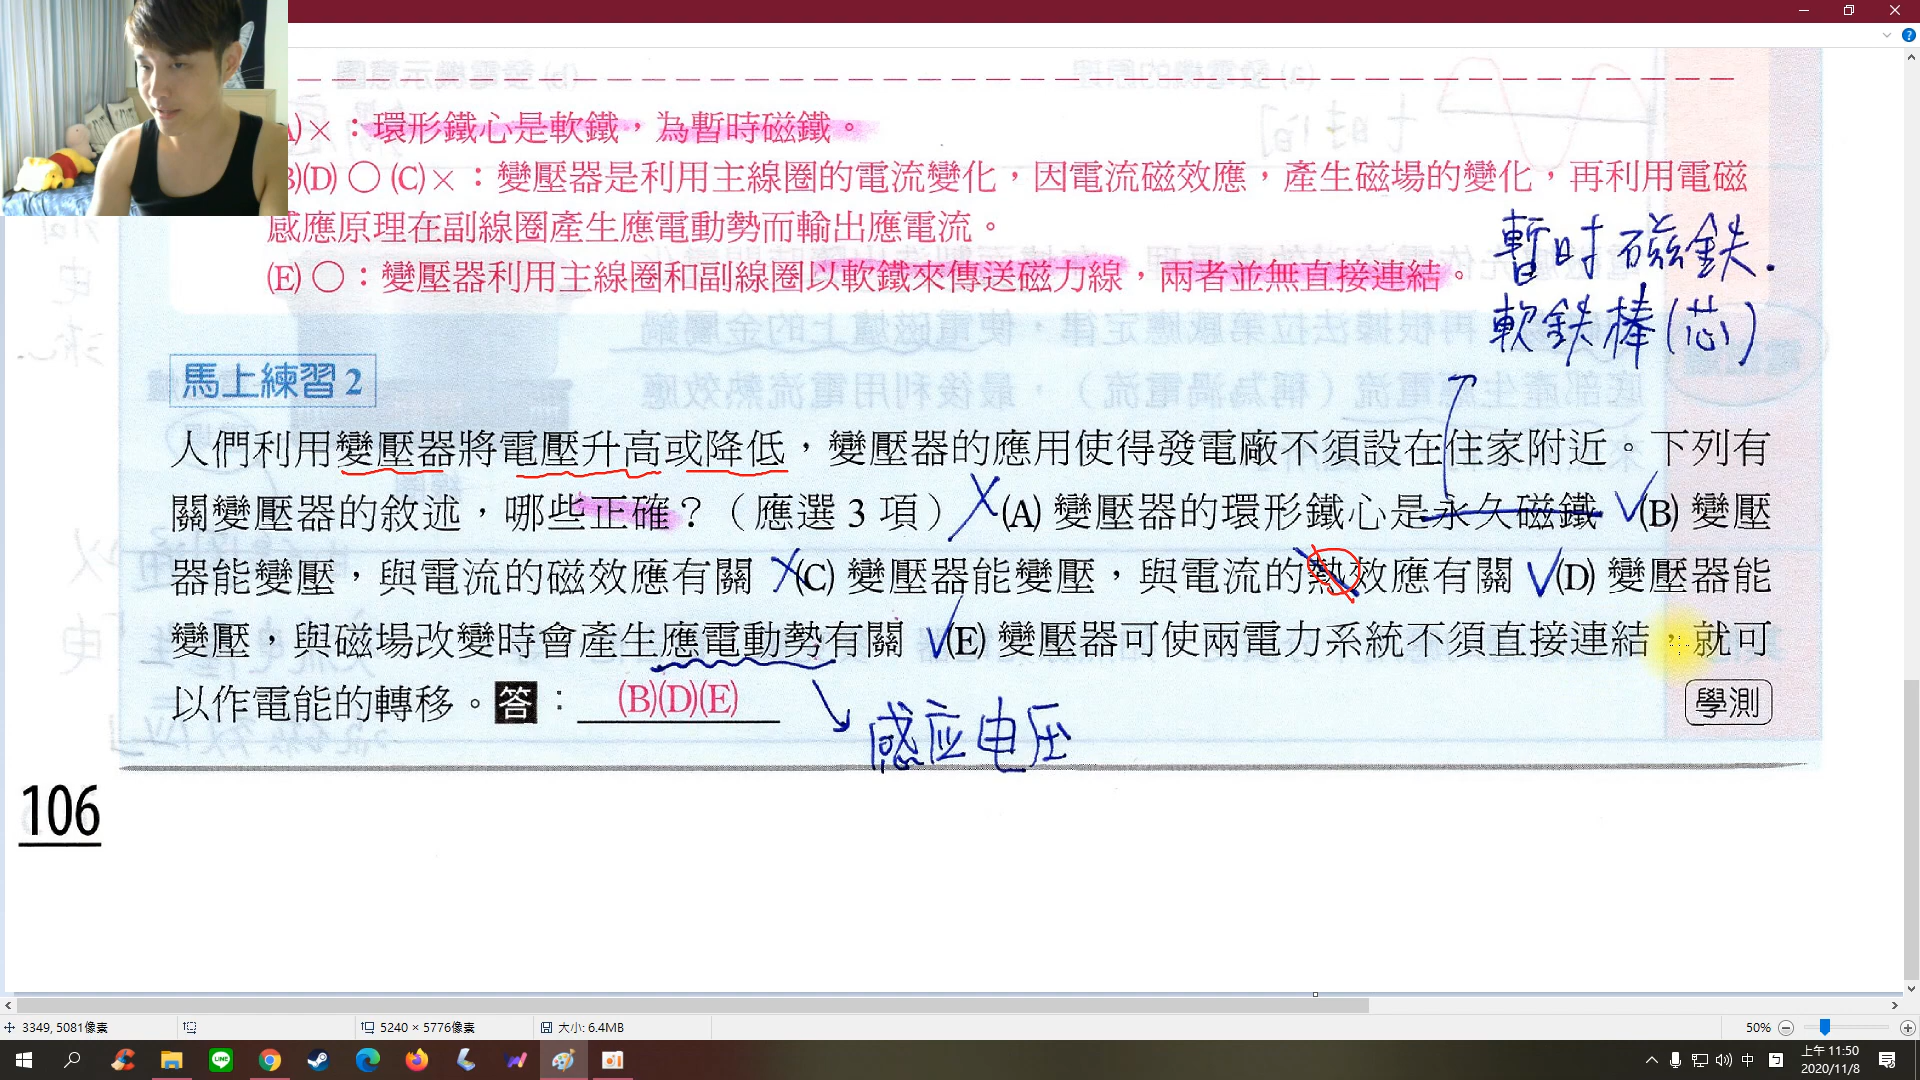 A)×：環形鐵心是軟鐵，為暫時磁鐵。
B)(D)○(C)×：變壓器是利用主線圈的電流變化，因電流磁效應，產生磁場的變化，再利用電磁
感應原理在副線圈產生應電動勢而輸出應電流。
(E)○：變壓器利用主線圈和副線圈以軟鐵來傳送磁力線，兩者並無直接連結。
暫时磁鉄.
軟鉄棒(芯)
馬上練習2
人們利用變壓器將電壓升高或降低，變壓器的應用使得發電廠不須設在住家附近。下列有
關變壓器的敘述，哪些正確？（應選3項）(A)變壓器的環形鐵心是永久磁鐵 (B)變壓
器能變壓，與電流的磁效應有關 (C)變壓器能變壓，與電流的熱效應有關 (D)變壓器能
變壓，與磁場改變時會產生應電動勢有關 (E)變壓器可使兩電力系統不須直接連結，就可
以作電能的轉移。答：(B)(D)(E)
學測
感应电压
106
3349, 5081像素
5240 × 5776像素
大小: 6.4MB
50%
中
上午 11:50
2020/11/8